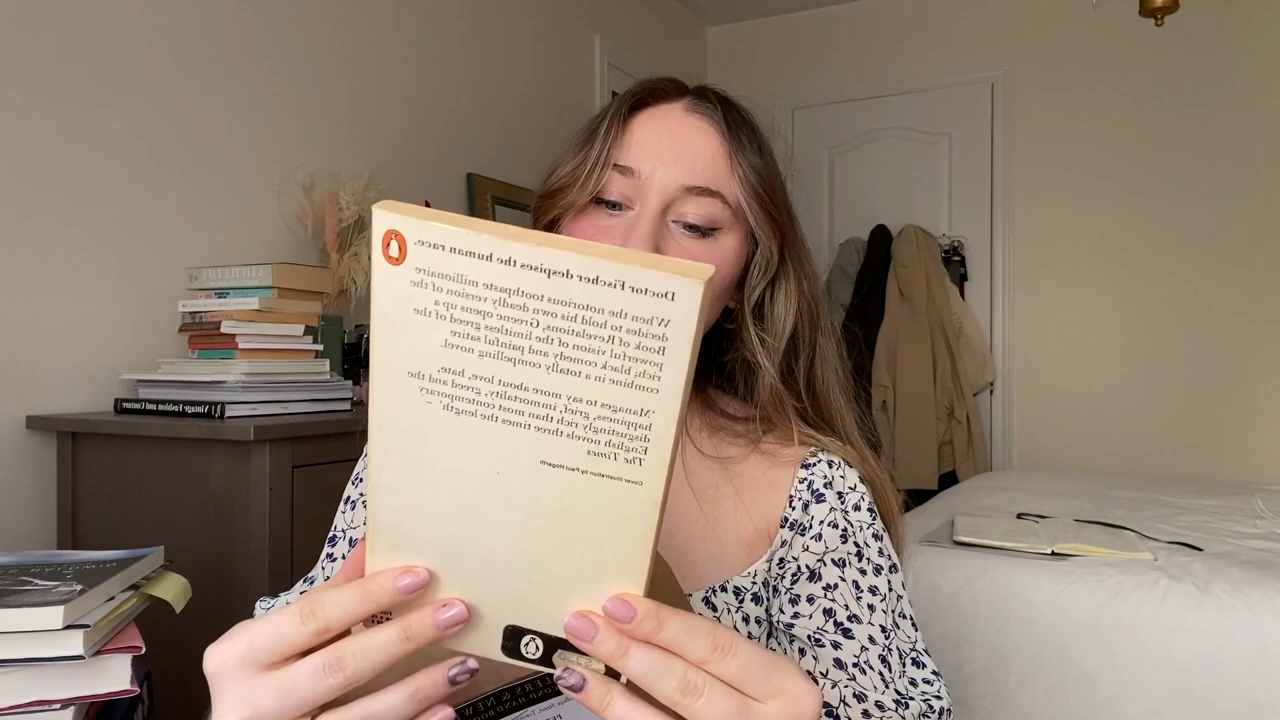 Doctor Fischer despises the human race.
When the notorious toothpaste millionaire
decides to hold his own deadly version of the
Book of Revelations, Greene opens up a
powerful vision of the limitless greed of the
rich; black comedy and painful satire
combine in a totally compelling novel.
'Manages to say more about love, hate,
happiness, grief, immortality, greed and the
disgustingly rich than most contemporary
English novels three times the length' –
The Times
Cover illustration by Paul Hogarth
A LITTLE LIFE
Vintage Fashion and Couture